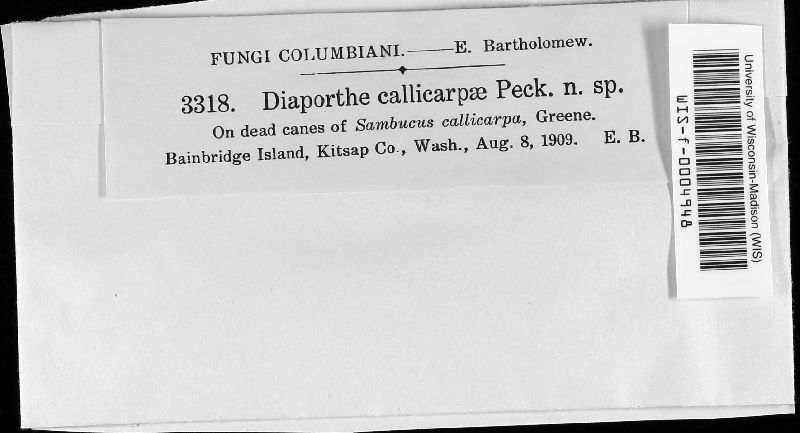 FUNGI COLUMBIANI.——E. Bartholomew.
3318. Diaporthe callicarpæ Peck. n. sp.
On dead canes of Sambucus callicarpa, Greene.
Bainbridge Island, Kitsap Co., Wash., Aug. 8, 1909. E. B.
University of Wisconsin-Madison (WIS)
WIS-f-0004948